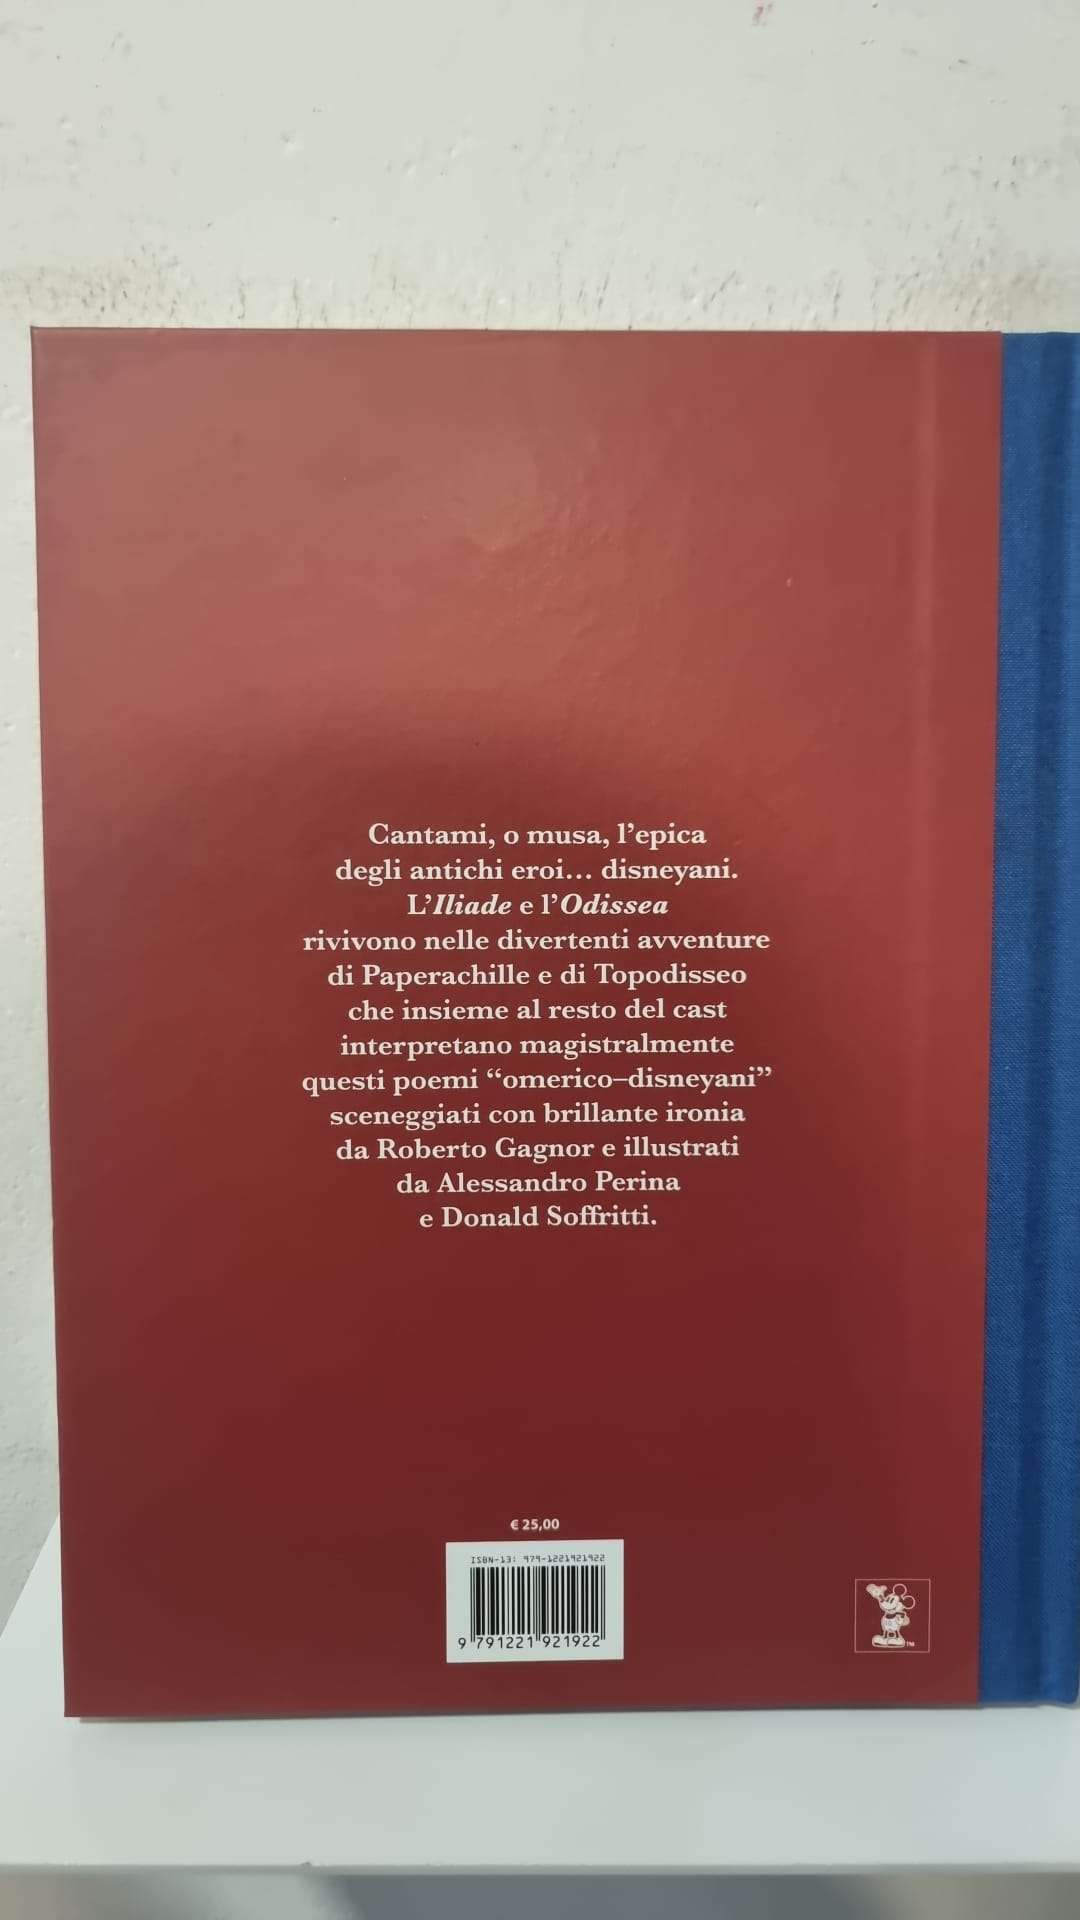 Cantami, o musa, l’epica
degli antichi eroi... disneyani.
L’Iliade e l’Odissea
rivivono nelle divertenti avventure
di Paperachille e di Topodisseo
che insieme al resto del cast
interpretano magistralmente
questi poemi “omerico–disneyani”
sceneggiati con brillante ironia
da Roberto Gagnor e illustrati
da Alessandro Perina
e Donald Soffritti.
€ 25,00
ISBN-13: 979-1221921922
9 791221 921922
TM